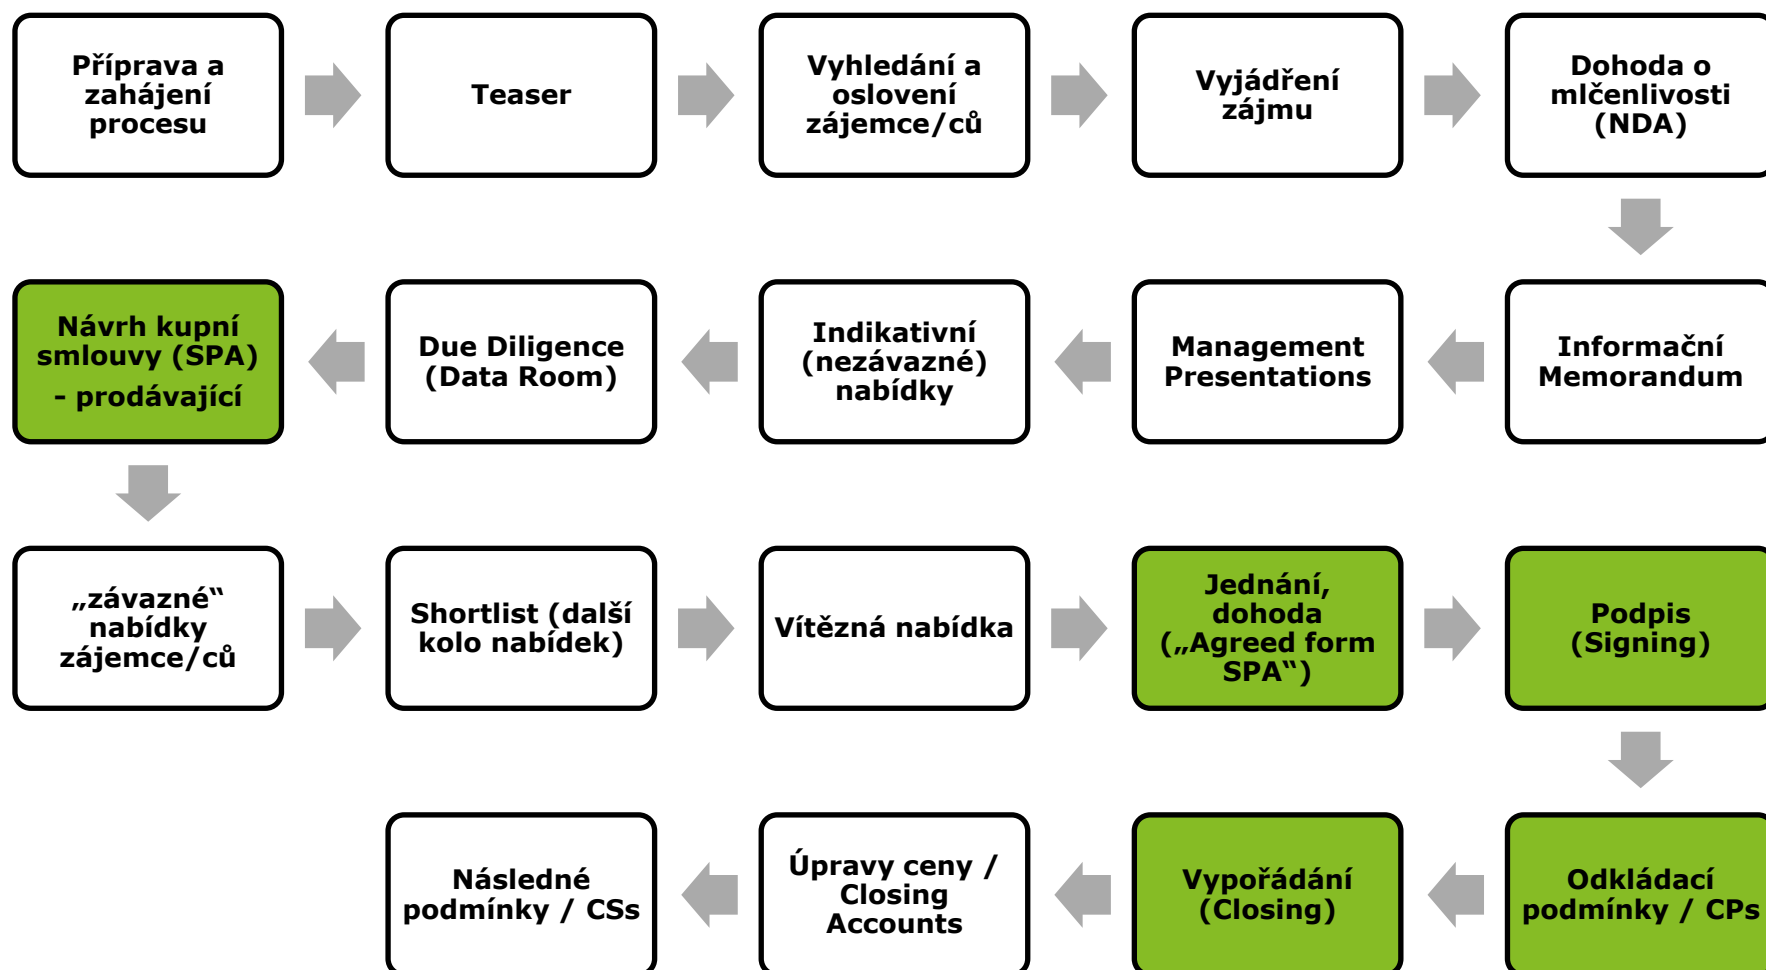 Příprava a
zahájení
procesu
Teaser
Vyhledání a
oslovení
zájemce/ců
Vyjádření
zájmu
Dohoda o
mlčenlivosti
(NDA)
Informační
Memorandum
Management
Presentations
Indikativní
(nezávazné)
nabídky
Due Diligence
(Data Room)
Návrh kupní
smlouvy (SPA)
- prodávající
„závazné“
nabídky
zájemce/ců
Shortlist (další
kolo nabídek)
Vítězná nabídka
Jednání,
dohoda
(„Agreed form
SPA“)
Podpis
(Signing)
Odkládací
podmínky / CPs
Vypořádání
(Closing)
Úpravy ceny /
Closing
Accounts
Následné
podmínky / CSs